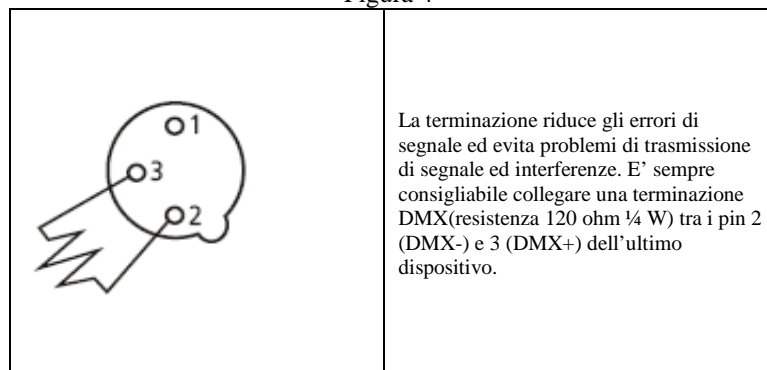 1
3
2
La terminazione riduce gli errori di
segnale ed evita problemi di trasmissione
di segnale ed interferenze. E’ sempre
consigliabile collegare una terminazione
DMX(resistenza 120 ohm ¼ W) tra i pin 2
(DMX-) e 3 (DMX+) dell’ultimo
dispositivo.